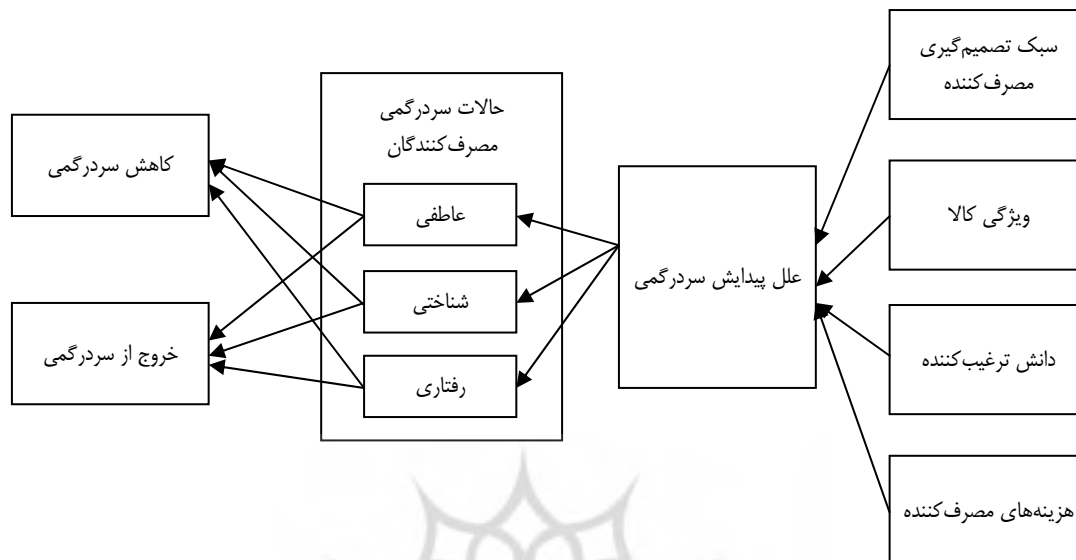 سبک تصمیم‌گیری
مصرف‌کننده
ویژگی کالا
دانش ترغیب‌کننده
هزینه‌های مصرف‌کننده
علل پیدایش سردرگمی
حالات سردرگمی
مصرف‌کنندگان
عاطفی
شناختی
رفتاری
کاهش سردرگمی
خروج از سردرگمی